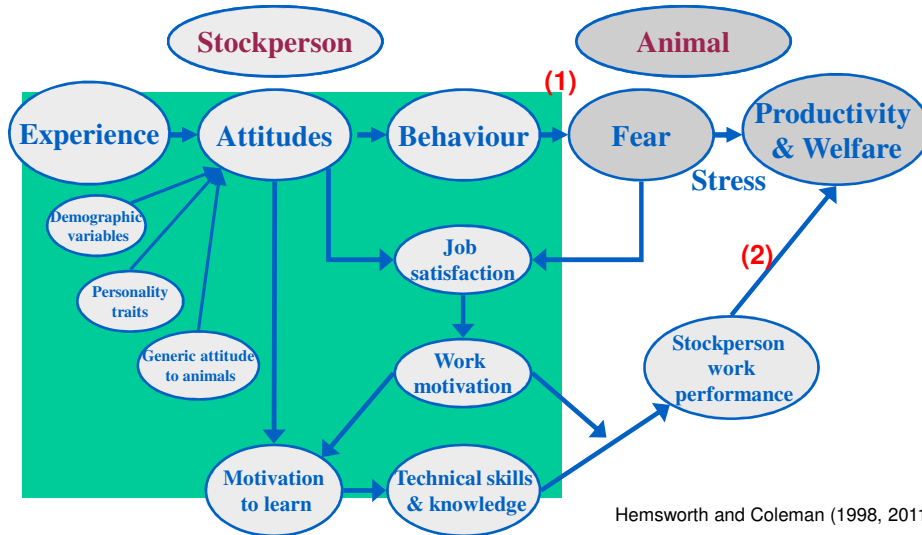 Stockperson
Animal
(1)
Experience
Attitudes
Behaviour
Fear
Productivity
& Welfare
Stress
Demographic
variables
Job
satisfaction
(2)
Personality
traits
Generic attitude
to animals
Work
motivation
Stockperson
work
performance
Motivation
to learn
Technical skills
& knowledge
Hemsworth and Coleman (1998, 2011